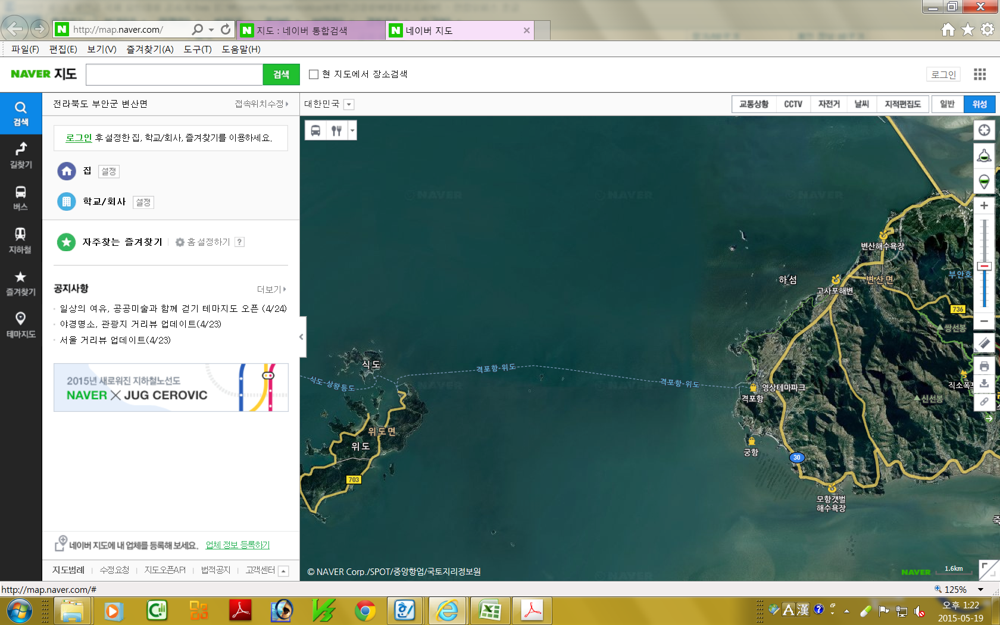 http://map.naver.com/
지도 : 네이버 통합검색
네이버 지도
파일(F) 편집(E) 보기(V) 즐겨찾기(A) 도구(T) 도움말(H)
NAVER 지도
검색
현 지도에서 장소검색
로그인
검색
길찾기
버스
지하철
즐겨찾기
테마지도
전라북도 부안군 변산면
접속위치수정
로그인 후 설정한 집, 학교/회사, 즐겨찾기를 이용하세요.
집 설정
학교/회사 설정
자주찾는 즐겨찾기
홈 설정하기 ?
공지사항
더보기
일상의 여유, 공공미술과 함께 걷기 테마지도 오픈 (4/24)
야경명소, 관광지 거리뷰 업데이트(4/23)
서울 거리뷰 업데이트(4/23)
2015년 새로워진 지하철노선도
NAVER X JUG CEROVIC
네이버 지도에 내 업체를 등록해 보세요. 업체 정보 등록하기
지도범례 수정요청 지도오픈API 법적공지 고객센터
대한민국
교통상황 CCTV 자전거 날씨 지적편집도 일반 위성
NAVER NAVER NAVER
변산해수욕장
하섬
변산면
부안호
고사포해변
736
쌍선봉
식도
격포항-위도
식도-상왕등도
격포항-위도
영상테마파크
직소폭
격포항
신선봉
위도면
위도
궁항
30
703
모항갯벌
해수욕장
© NAVER Corp./SPOT/중앙항업/국토지리정보원
NAVER 1.6km
http://map.naver.com/#
125%
A 漢
오후 1:22
2015-05-19